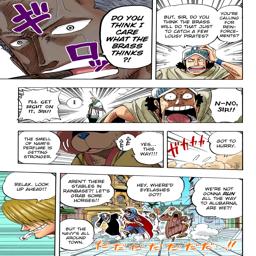 YOU'RE
CALLING
FOR
REIN-
FORCE-
MENTS?
BUT, SIR, DO YOU
THINK THE BRASS
WILL DO THAT JUST
TO CATCH A FEW
LOUSY PIRATES?
DO YOU
THINK I
CARE
WHAT THE
BRASS
THINKS
?!
N-NO,
SIR!!
I'LL GET
RIGHT ON
IT, SIR!!
GOT TO
HURRY.
YES,
THIS
WAY!!!
THE SMELL
OF NAMI'S
PERFUME IS
GETTING
STRONGER.
WE'RE NOT
GONNA RUN
ALL THE WAY
TO ALUBARNA,
ARE WE?!
HEY, WHERE'D
EYELASHES
GO?!
AREN'T THERE
STABLES IN
RAINBASE? LET'S
GRAB SOME
HORSES!!
BUT THE
NAVY'S ALL
AROUND
TOWN.
RELAX. LOOK
UP AHEAD!!